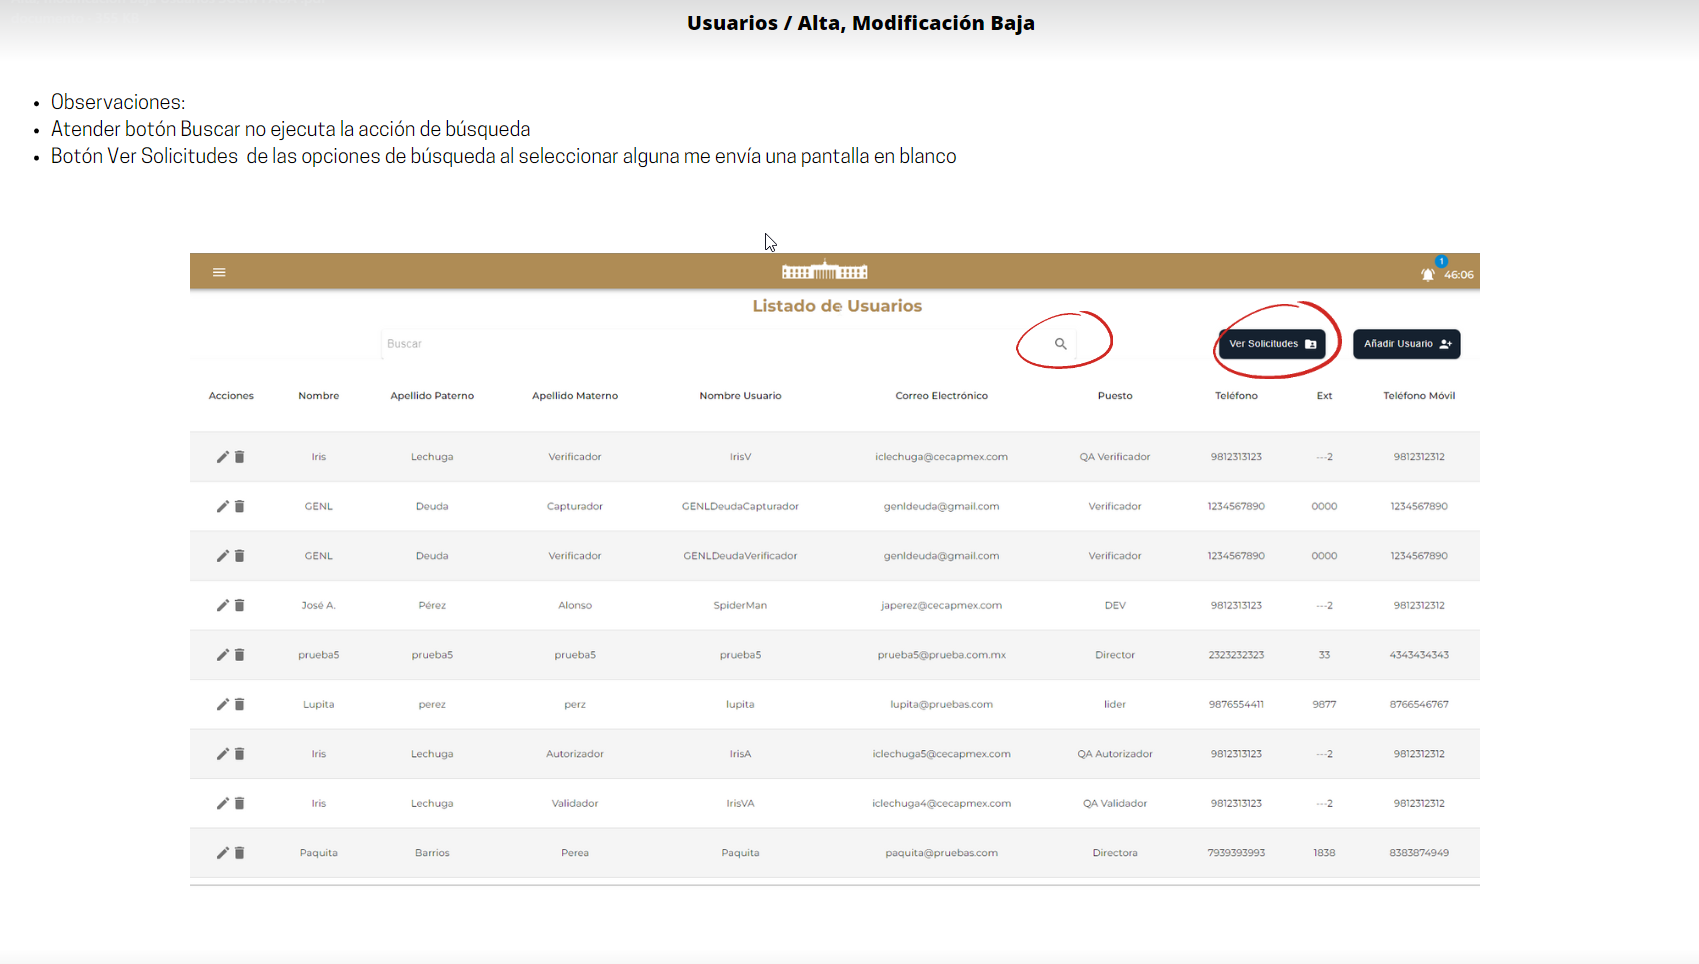 Usuarios / Alta, Modificación Baja
Observaciones:
Atender botón Buscar no ejecuta la acción de búsqueda
Botón Ver Solicitudes de las opciones de búsqueda al seleccionar alguna me envía una pantalla en blanco
1
46:06
Listado de Usuarios
Buscar Ver Solicitudes Añadir Usuario
Acciones Nombre Apellido Paterno Apellido Materno Nombre Usuario Correo Electrónico Puesto Teléfono Ext Teléfono Móvil
Iris Lechuga Verificador IrisV iclechuga@cecapmex.com QA Verificador 9812313123 ---2 9812312312
GENL Deuda Capturador GENLDeudaCapturador genldeuda@gmail.com Verificador 1234567890 0000 1234567890
GENL Deuda Verificador GENLDeudaVerificador genldeuda@gmail.com Verificador 1234567890 0000 1234567890
José A. Pérez Alonso SpiderMan japerez@cecapmex.com DEV 9812313123 ---2 9812312312
prueba5 prueba5 prueba5 prueba5 prueba5@prueba.com.mx Director 2323232323 33 4343434343
Lupita perez perz lupita lupita@pruebas.com lider 9876554411 9877 8766546767
Iris Lechuga Autorizador IrisA iclechuga5@cecapmex.com QA Autorizador 9812313123 ---2 9812312312
Iris Lechuga Validador IrisVA iclechuga4@cecapmex.com QA Validador 9812313123 ---2 9812312312
Paquita Barrios Perea Paquita paquita@pruebas.com Directora 7939393993 1838 8383874949